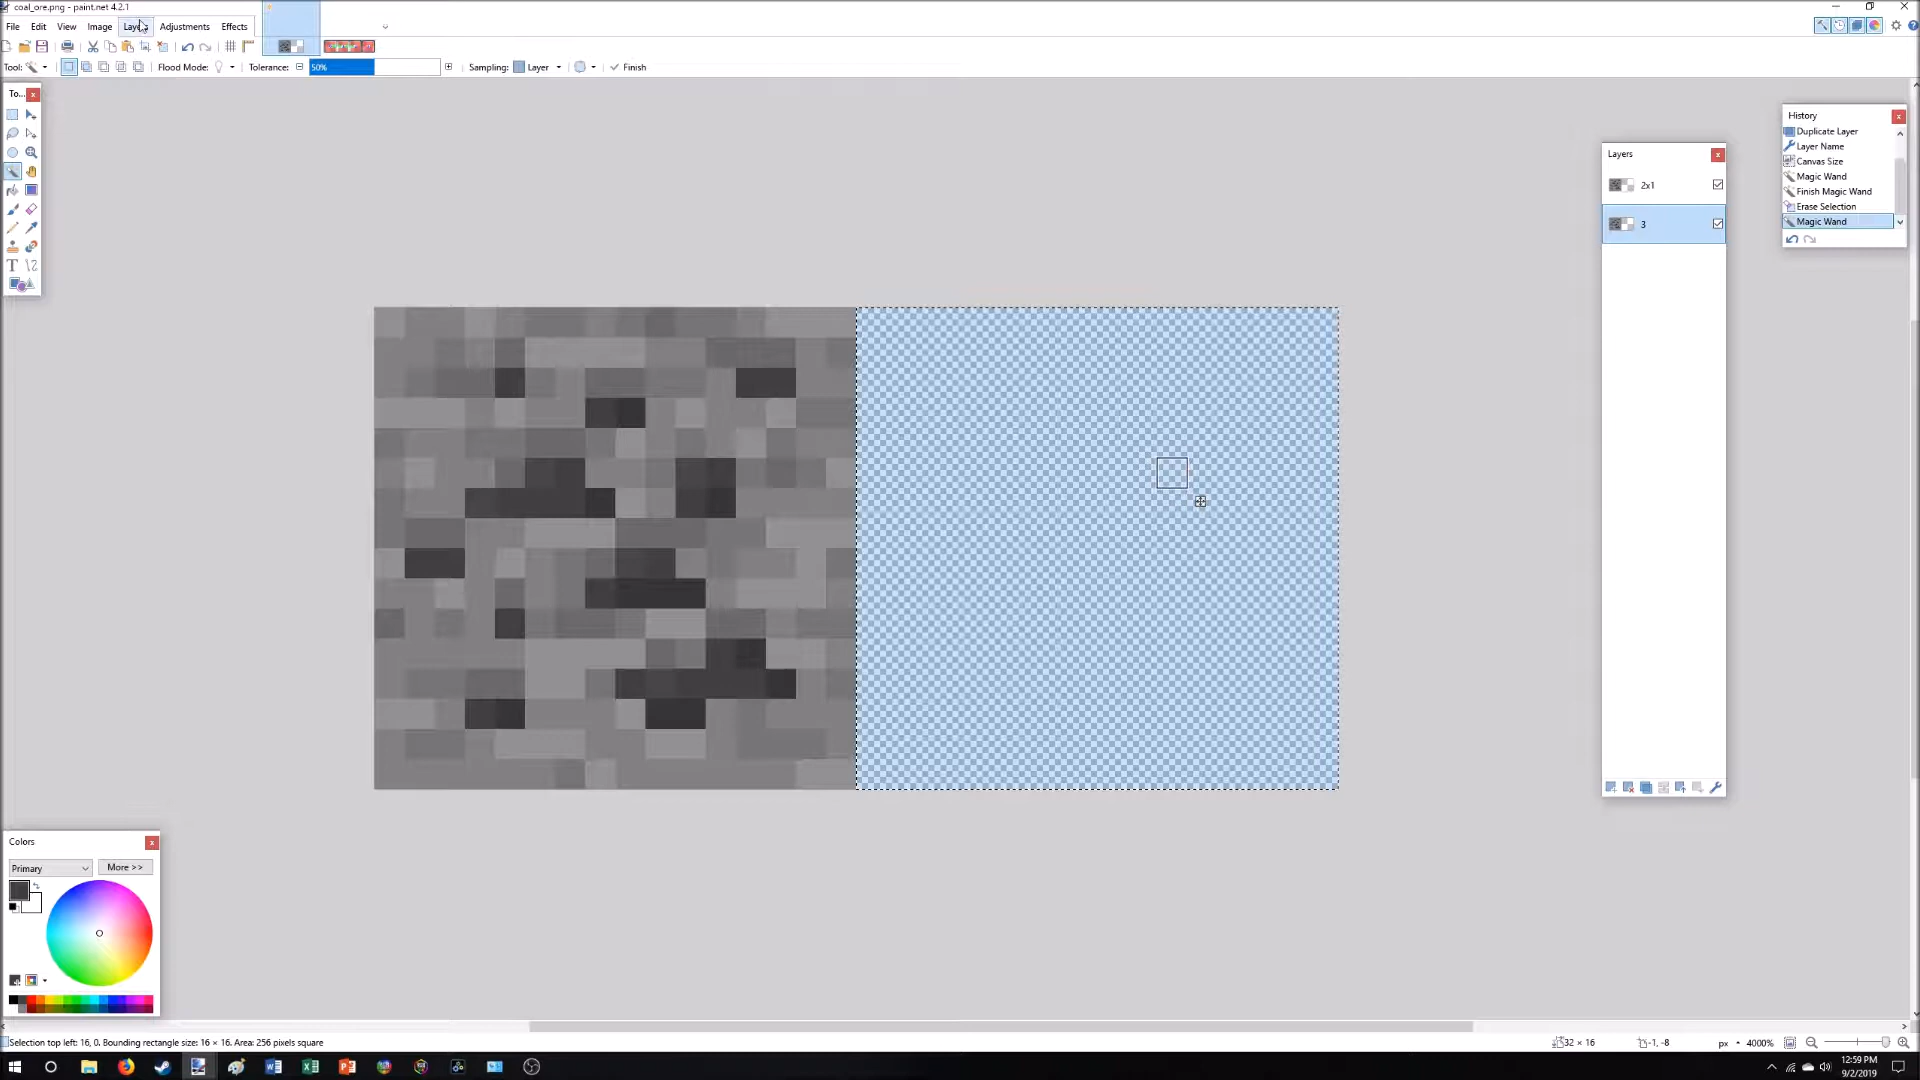 coal_ore.png - paint.net 4.2.1
File Edit View Image Layers Adjustments Effects
Tool: Flood Mode: Tolerance: 50% Sampling: Layer Finish
To...
History
Duplicate Layer
Layer Name
Canvas Size
Magic Wand
Finish Magic Wand
Erase Selection
Magic Wand
Layers
2x1
3
Colors
Primary More >>
Selection top left: 16, 0. Bounding rectangle size: 16 × 16. Area: 256 pixels square 32 × 16 -1, -8 px 4000%
12:59 PM
9/2/2019